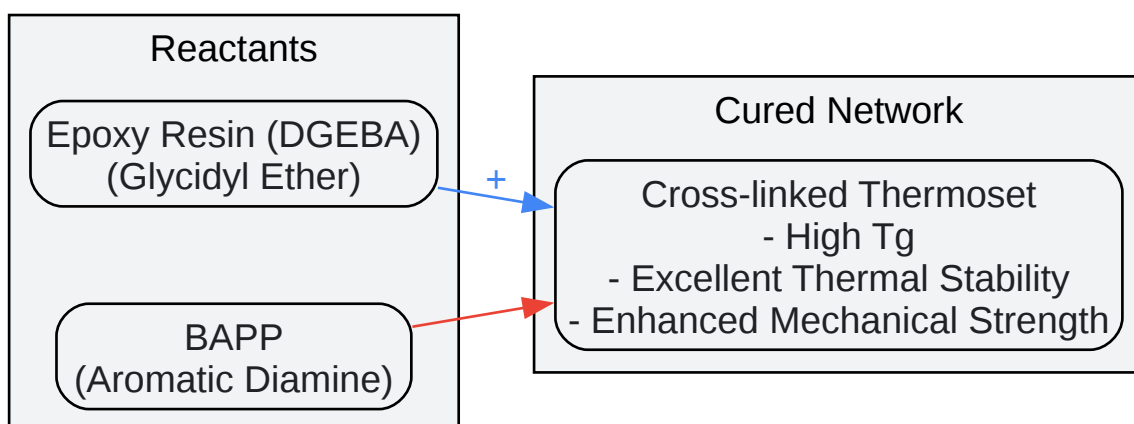 Reactants
Epoxy Resin (DGEBA)
(Glycidyl Ether)
BAPP
(Aromatic Diamine)
+
Cured Network
Cross-linked Thermoset
- High Tg
- Excellent Thermal Stability
- Enhanced Mechanical Strength